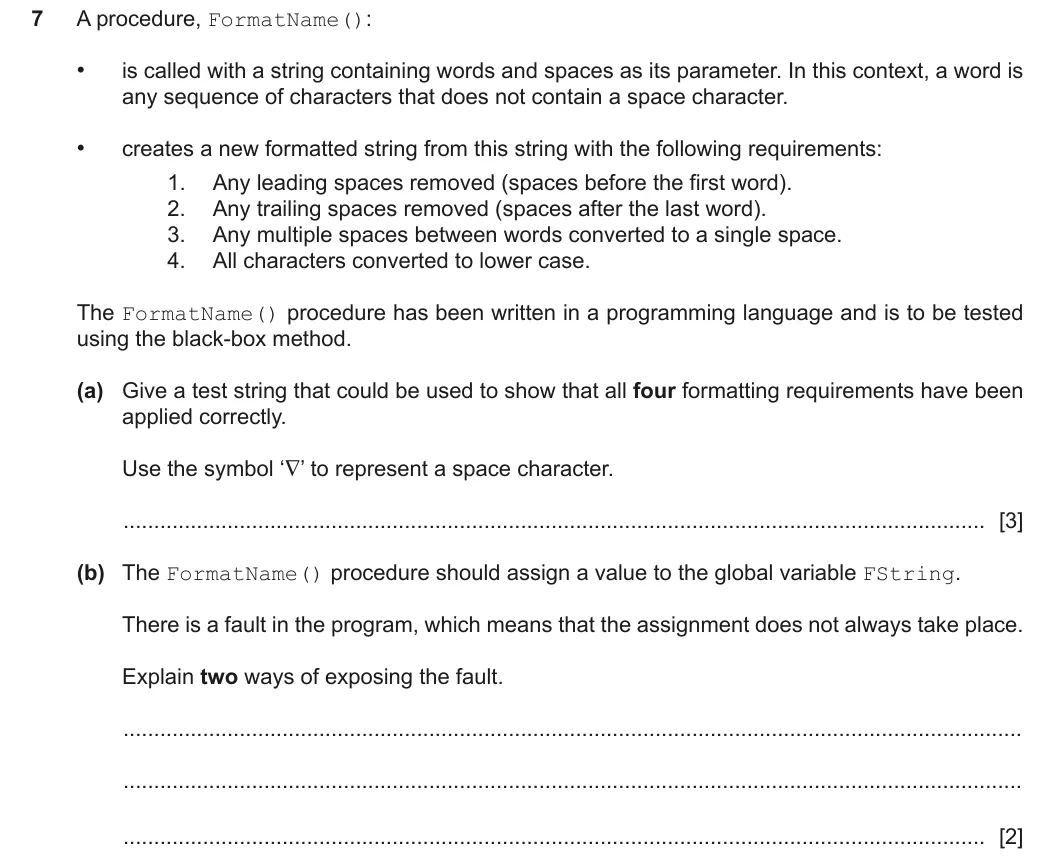 7 A procedure, FormatName():
• is called with a string containing words and spaces as its parameter. In this context, a word is
any sequence of characters that does not contain a space character.
• creates a new formatted string from this string with the following requirements:
1. Any leading spaces removed (spaces before the first word).
2. Any trailing spaces removed (spaces after the last word).
3. Any multiple spaces between words converted to a single space.
4. All characters converted to lower case.
The FormatName() procedure has been written in a programming language and is to be tested
using the black-box method.
(a) Give a test string that could be used to show that all four formatting requirements have been
applied correctly.
Use the symbol ‘∇’ to represent a space character.
.......................................................................................................................................... [3]
(b) The FormatName() procedure should assign a value to the global variable FString.
There is a fault in the program, which means that the assignment does not always take place.
Explain two ways of exposing the fault.
................................................................................................................................................
................................................................................................................................................
.......................................................................................................................................... [2]